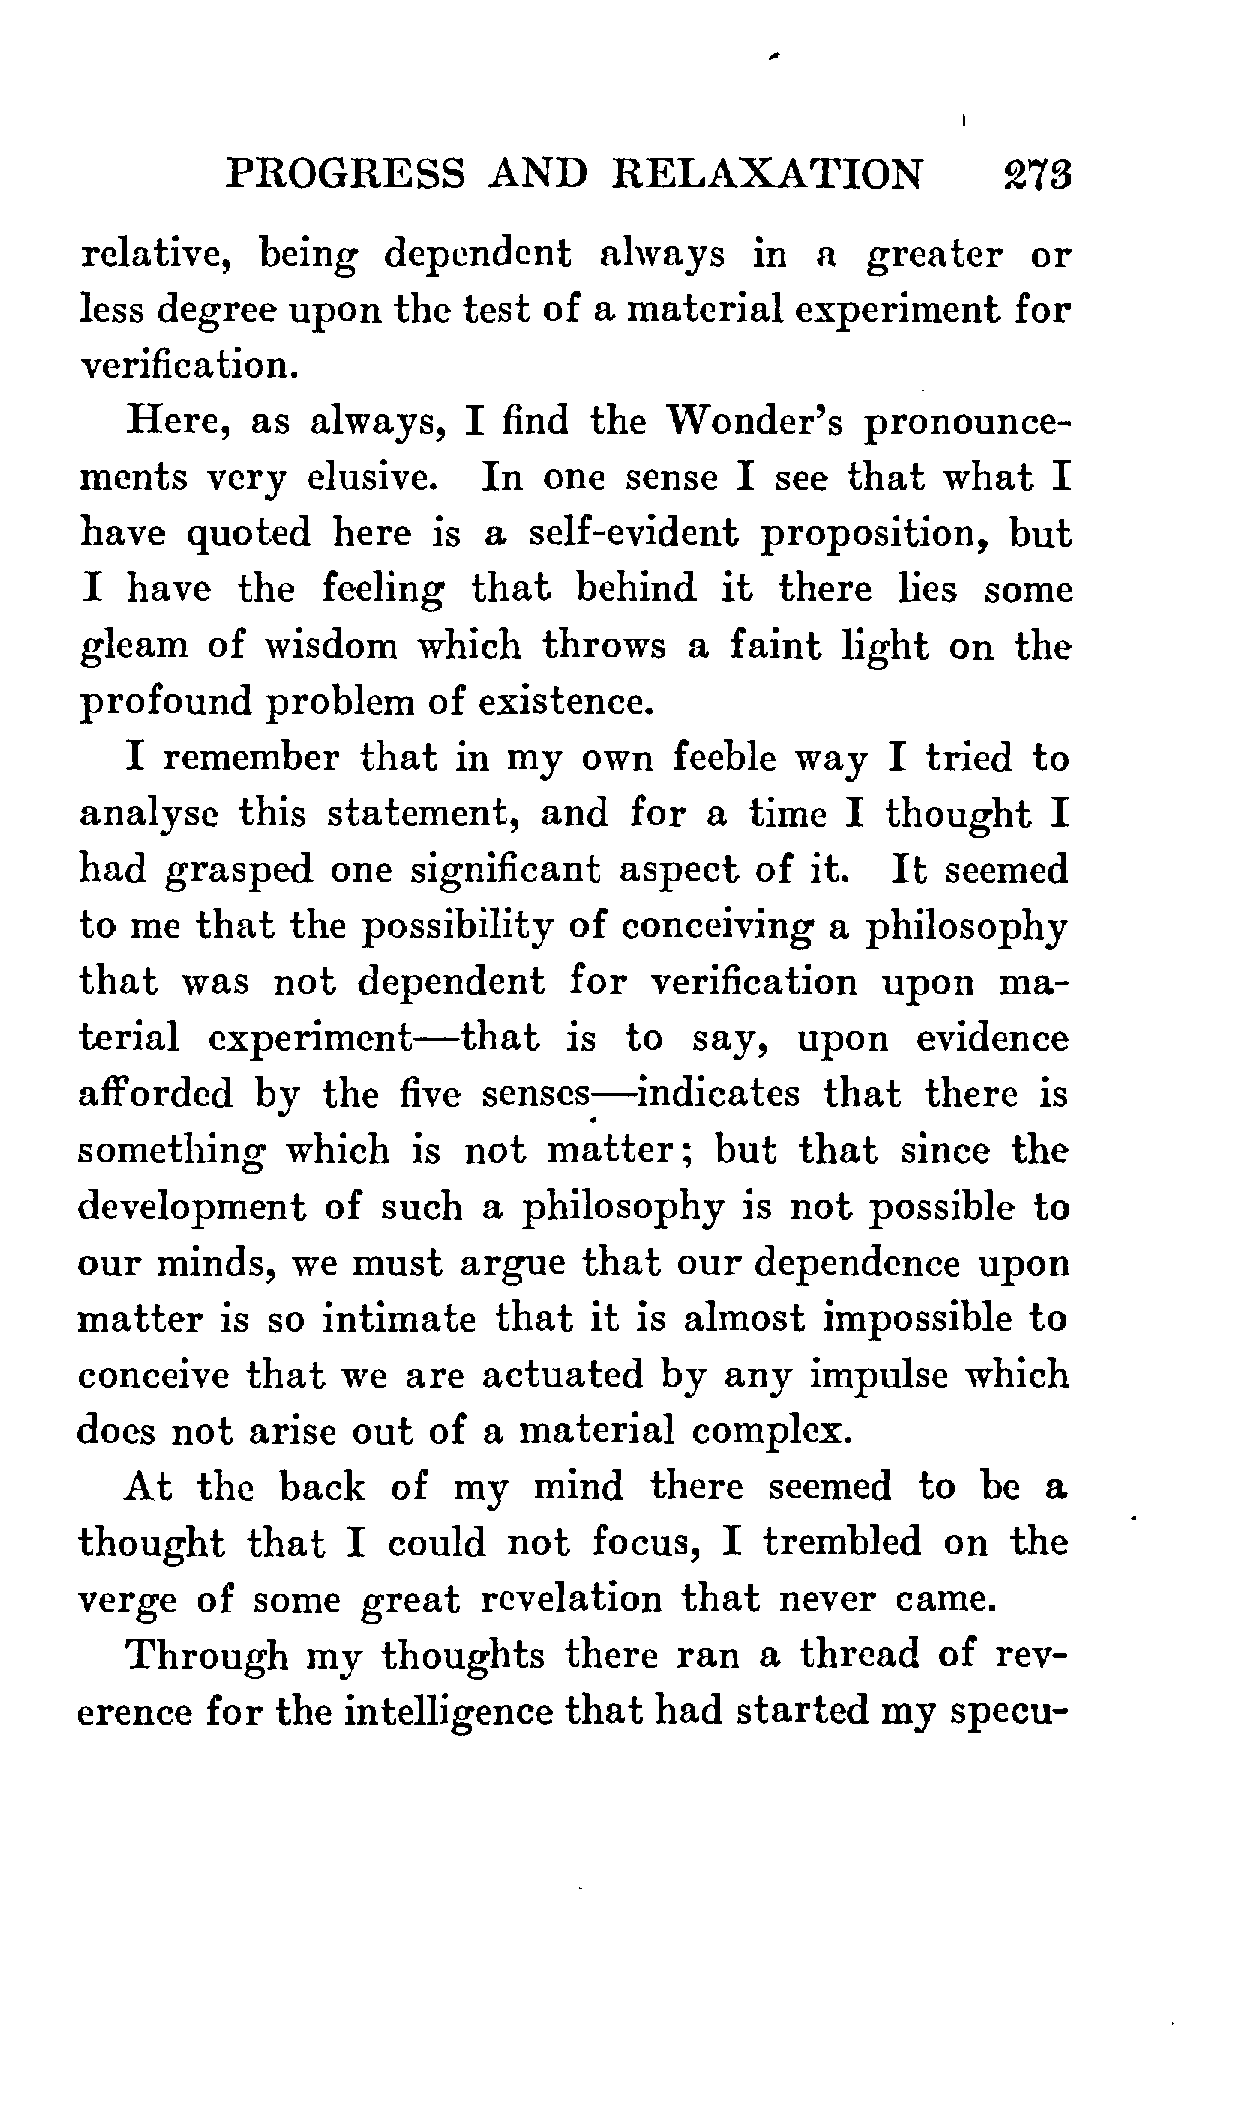 PROGRESS AND RELAXATION 273
relative, being dependent always in a greater or
less degree upon the test of a material experiment for
verification.
Here, as always, I find the Wonder's pronounce-
ments very elusive. In one sense I see that what I
have quoted here is a self-evident proposition, but
I have the feeling that behind it there lies some
gleam of wisdom which throws a faint light on the
profound problem of existence.
I remember that in my own feeble way I tried to
analyse this statement, and for a time I thought I
had grasped one significant aspect of it. It seemed
to me that the possibility of conceiving a philosophy
that was not dependent for verification upon ma-
terial experiment—that is to say, upon evidence
afforded by the five senses—indicates that there is
something which is not matter; but that since the
development of such a philosophy is not possible to
our minds, we must argue that our dependence upon
matter is so intimate that it is almost impossible to
conceive that we are actuated by any impulse which
does not arise out of a material complex.
At the back of my mind there seemed to be a
thought that I could not focus, I trembled on the
verge of some great revelation that never came.
Through my thoughts there ran a thread of rev-
erence for the intelligence that had started my specu-